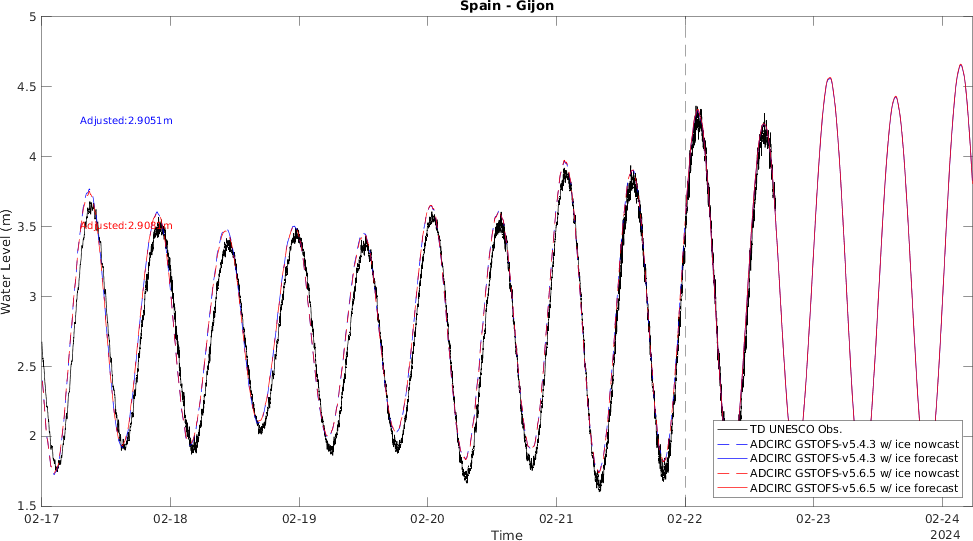 Spain - Gijon
5
4.5
4
3.5
3
2.5
2
1.5
Water Level (m)
Adjusted:2.9051m
02-17
02-18
02-19
02-20
02-21
02-22
02-23
02-24
2024
Time
TD UNESCO Obs.
ADCIRC GSTOFS-v5.4.3 w/ ice nowcast
ADCIRC GSTOFS-v5.4.3 w/ ice forecast
ADCIRC GSTOFS-v5.6.5 w/ ice nowcast
ADCIRC GSTOFS-v5.6.5 w/ ice forecast